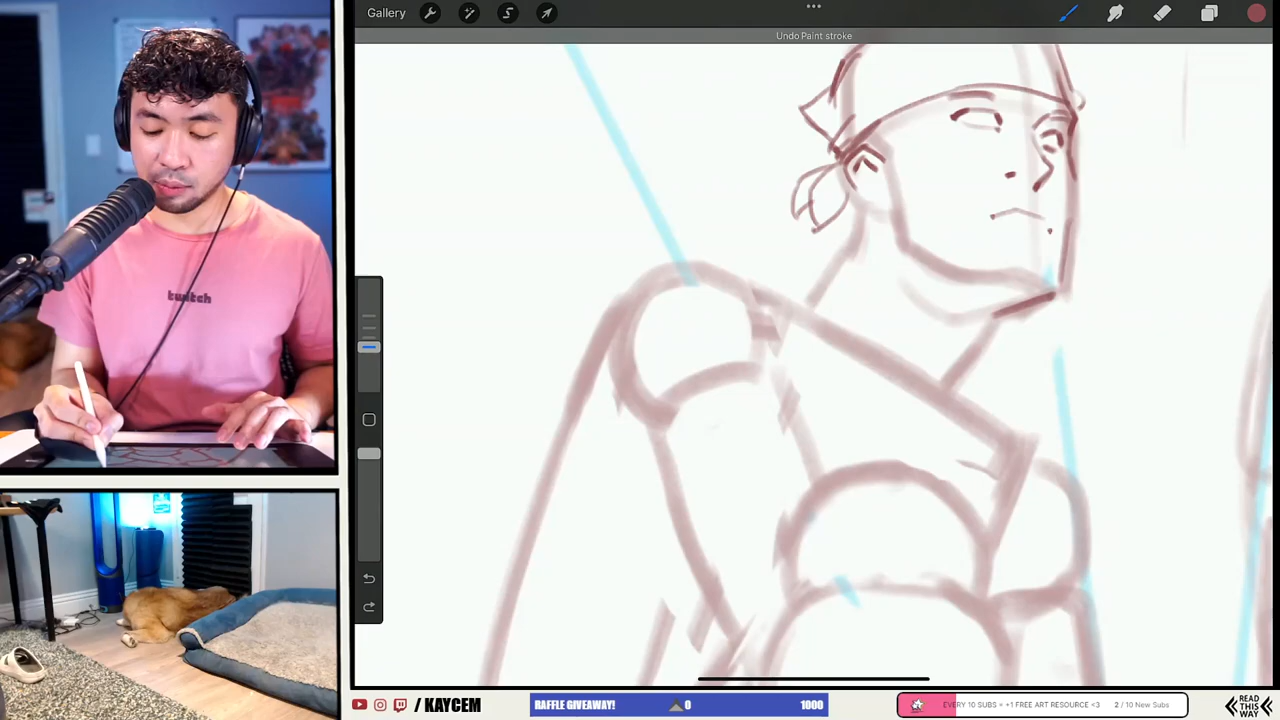 Gallery
Undo Paint stroke
twitch
/ KAYCEM
RAFFLE GIVEAWAY!
0
1000
EVERY 10 SUBS = +1 FREE ART RESOURCE <3
2 / 10 New Subs
READ
THIS
WAY